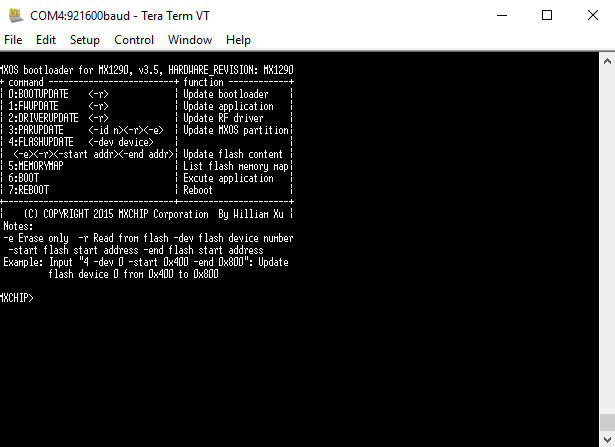 COM4:921600baud - Tera Term VT
File Edit Setup Control Window Help
MXOS bootloader for MX1290, v3.5, HARDWARE_REVISION: MX1290
+ command -------------------------+ function ------------+
| 0:BOOTUPDATE <-r> | Update bootloader |
| 1:FWUPDATE <-r> | Update application |
| 2:DRIVERUPDATE <-r> | Update RF driver |
| 3:PARUPDATE <-id n><-r><-e> | Update MXOS partition|
| 4:FLASHUPDATE <-dev device> | |
| <-e><-r><-start addr><-end addr>| Update flash content |
| 5:MEMORYMAP | List flash memory map|
| 6:BOOT | Excute application |
| 7:REBOOT | Reboot |
+----------------------------------+----------------------+
| (C) COPYRIGHT 2015 MXCHIP Corporation By William Xu |
Notes:
-e Erase only -r Read from flash -dev flash device number
-start flash start address -end flash start address
Example: Input "4 -dev 0 -start 0x400 -end 0x800": Update
flash device 0 from 0x400 to 0x800
MXCHIP>